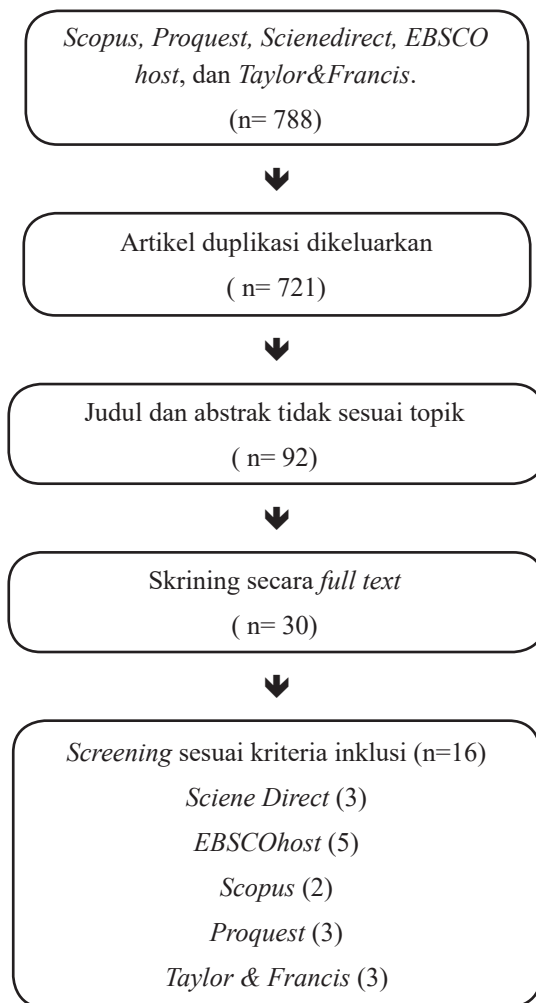 Scopus, Proquest, Scienedirect, EBSCO
host, dan Taylor&Francis.
(n= 788)
Artikel duplikasi dikeluarkan
( n= 721)
Judul dan abstrak tidak sesuai topik
( n= 92)
Skrining secara full text
( n= 30)
Screening sesuai kriteria inklusi (n=16)
Sciene Direct (3)
EBSCOhost (5)
Scopus (2)
Proquest (3)
Taylor & Francis (3)